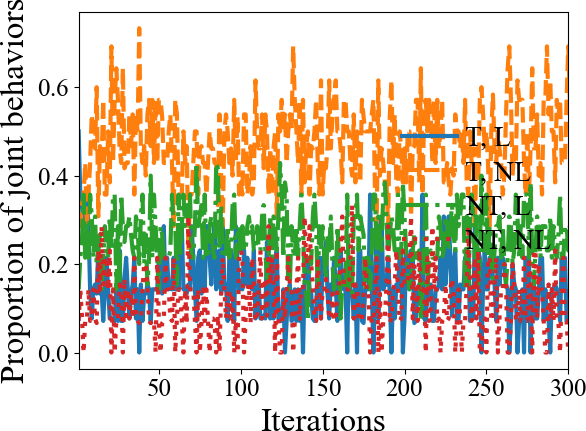 Proportion of joint behaviors
0.6
0.4
0.2
0.0
T, L
T, NL
NT, L
NT, NL
50
100
150
200
250
300
Iterations